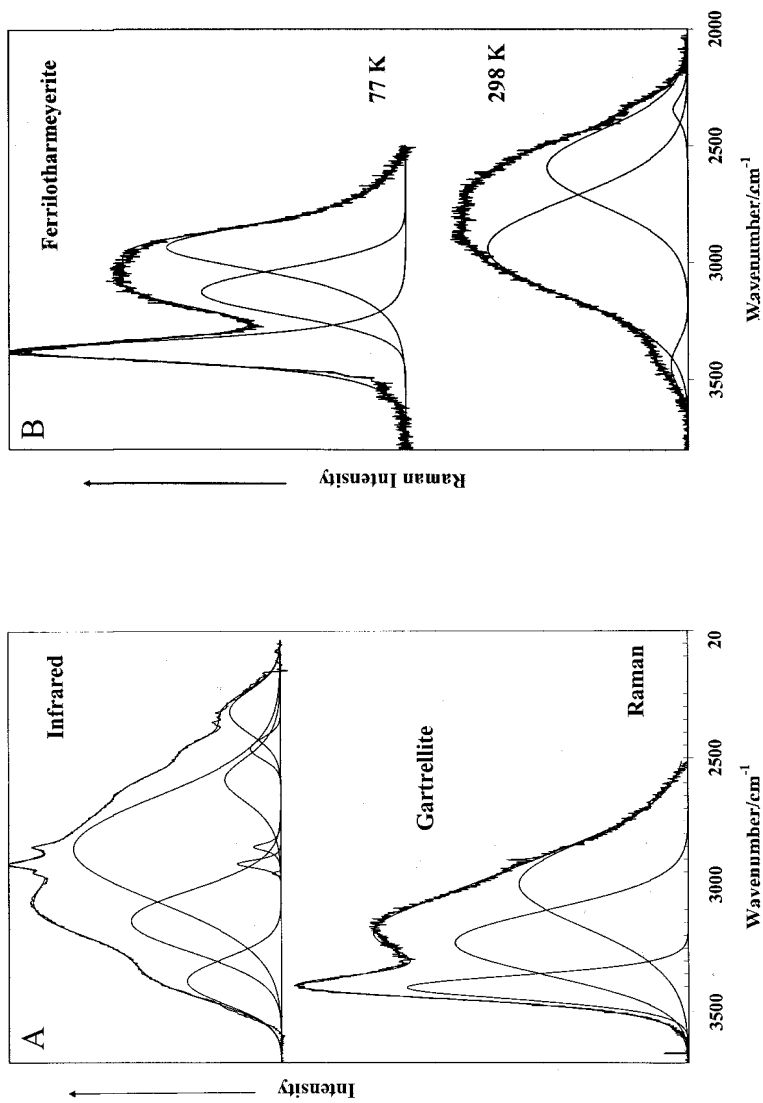 A
Infrared
Gartrellite
Raman
Intensity
3500
3000
2500
20
Wavenumber/cm⁻¹
B
Ferrilotharmeyerite
77 K
298 K
Raman Intensity
3500
3000
2500
2000
Wavenumber/cm⁻¹